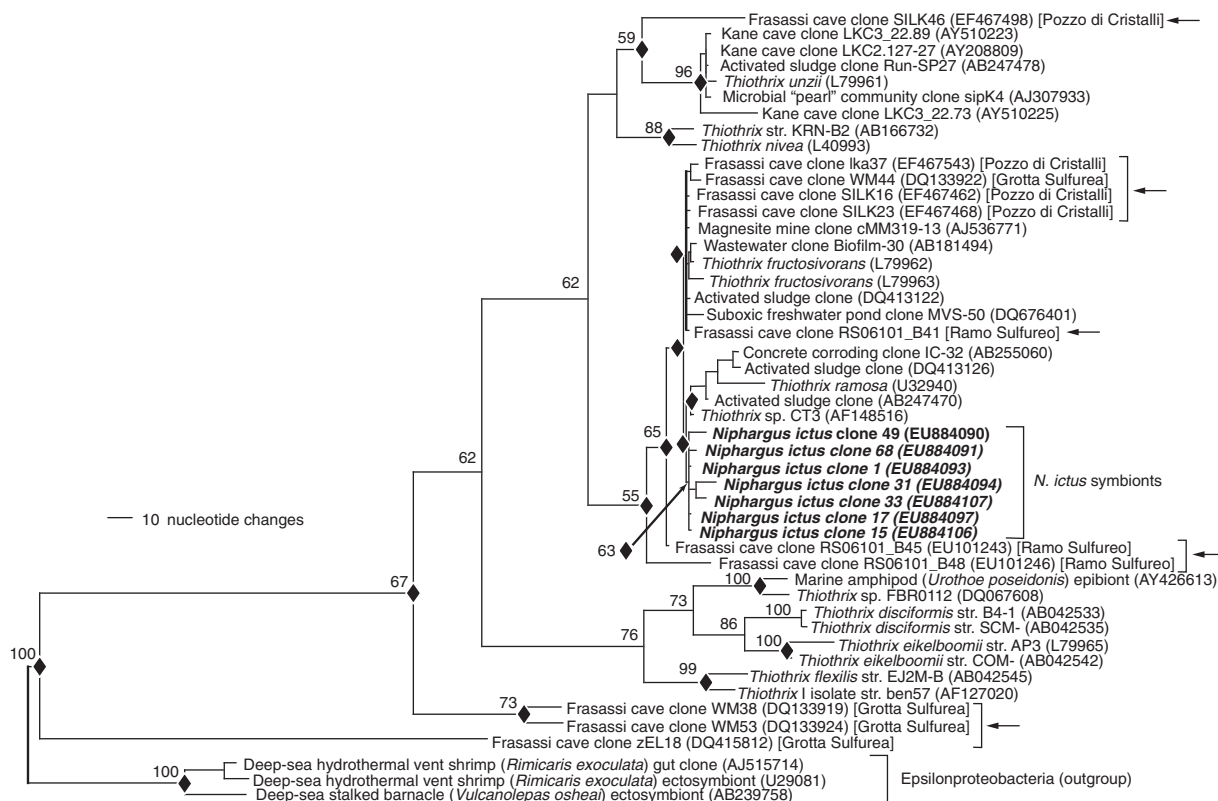 Frasassi cave clone SILK46 (EF467498) [Pozzo di Cristalli]
59
Kane cave clone LKC3_22.89 (AY510223)
Kane cave clone LKC2.127-27 (AY208809)
Activated sludge clone Run-SP27 (AB247478)
96
Thiothrix unzii (L79961)
Microbial “pearl” community clone sipK4 (AJ307933)
Kane cave clone LKC3_22.73 (AY510225)
88
Thiothrix str. KRN-B2 (AB166732)
Thiothrix nivea (L40993)
Frasassi cave clone lka37 (EF467543) [Pozzo di Cristalli]
Frasassi cave clone WM44 (DQ133922) [Grotta Sulfurea]
Frasassi cave clone SILK16 (EF467462) [Pozzo di Cristalli]
Frasassi cave clone SILK23 (EF467468) [Pozzo di Cristalli]
Magnesite mine clone cMM319-13 (AJ536771)
Wastewater clone Biofilm-30 (AB181494)
Thiothrix fructosivorans (L79962)
62
Thiothrix fructosivorans (L79963)
Activated sludge clone (DQ413122)
Suboxic freshwater pond clone MVS-50 (DQ676401)
Frasassi cave clone RS06101_B41 [Ramo Sulfureo]
Concrete corroding clone IC-32 (AB255060)
Activated sludge clone (DQ413126)
Thiothrix ramosa (U32940)
Activated sludge clone (AB247470)
Thiothrix sp. CT3 (AF148516)
65
Niphargus ictus clone 49 (EU884090)
Niphargus ictus clone 68 (EU884091)
62
Niphargus ictus clone 1 (EU884093)
N. ictus symbionts
Niphargus ictus clone 31 (EU884094)
55
Niphargus ictus clone 33 (EU884107)
10 nucleotide changes
Niphargus ictus clone 17 (EU884097)
Niphargus ictus clone 15 (EU884106)
63
Frasassi cave clone RS06101_B45 (EU101243) [Ramo Sulfureo]
Frasassi cave clone RS06101_B48 (EU101246) [Ramo Sulfureo]
67
100
Marine amphipod (Urothoe poseidonis) epibiont (AY426613)
Thiothrix sp. FBR0112 (DQ067608)
73
100
Thiothrix disciformis str. B4-1 (AB042533)
86
Thiothrix disciformis str. SCM- (AB042535)
76
100
Thiothrix eikelboomii str. AP3 (L79965)
Thiothrix eikelboomii str. COM- (AB042542)
100
99
Thiothrix flexilis str. EJ2M-B (AB042545)
Thiothrix I isolate str. ben57 (AF127020)
73
Frasassi cave clone WM38 (DQ133919) [Grotta Sulfurea]
Frasassi cave clone WM53 (DQ133924) [Grotta Sulfurea]
Frasassi cave clone zEL18 (DQ415812) [Grotta Sulfurea]
100
Deep-sea hydrothermal vent shrimp (Rimicaris exoculata) gut clone (AJ515714)
Deep-sea hydrothermal vent shrimp (Rimicaris exoculata) ectosymbiont (U29081)
Epsilonproteobacteria (outgroup)
Deep-sea stalked barnacle (Vulcanolepas osheai) ectosymbiont (AB239758)